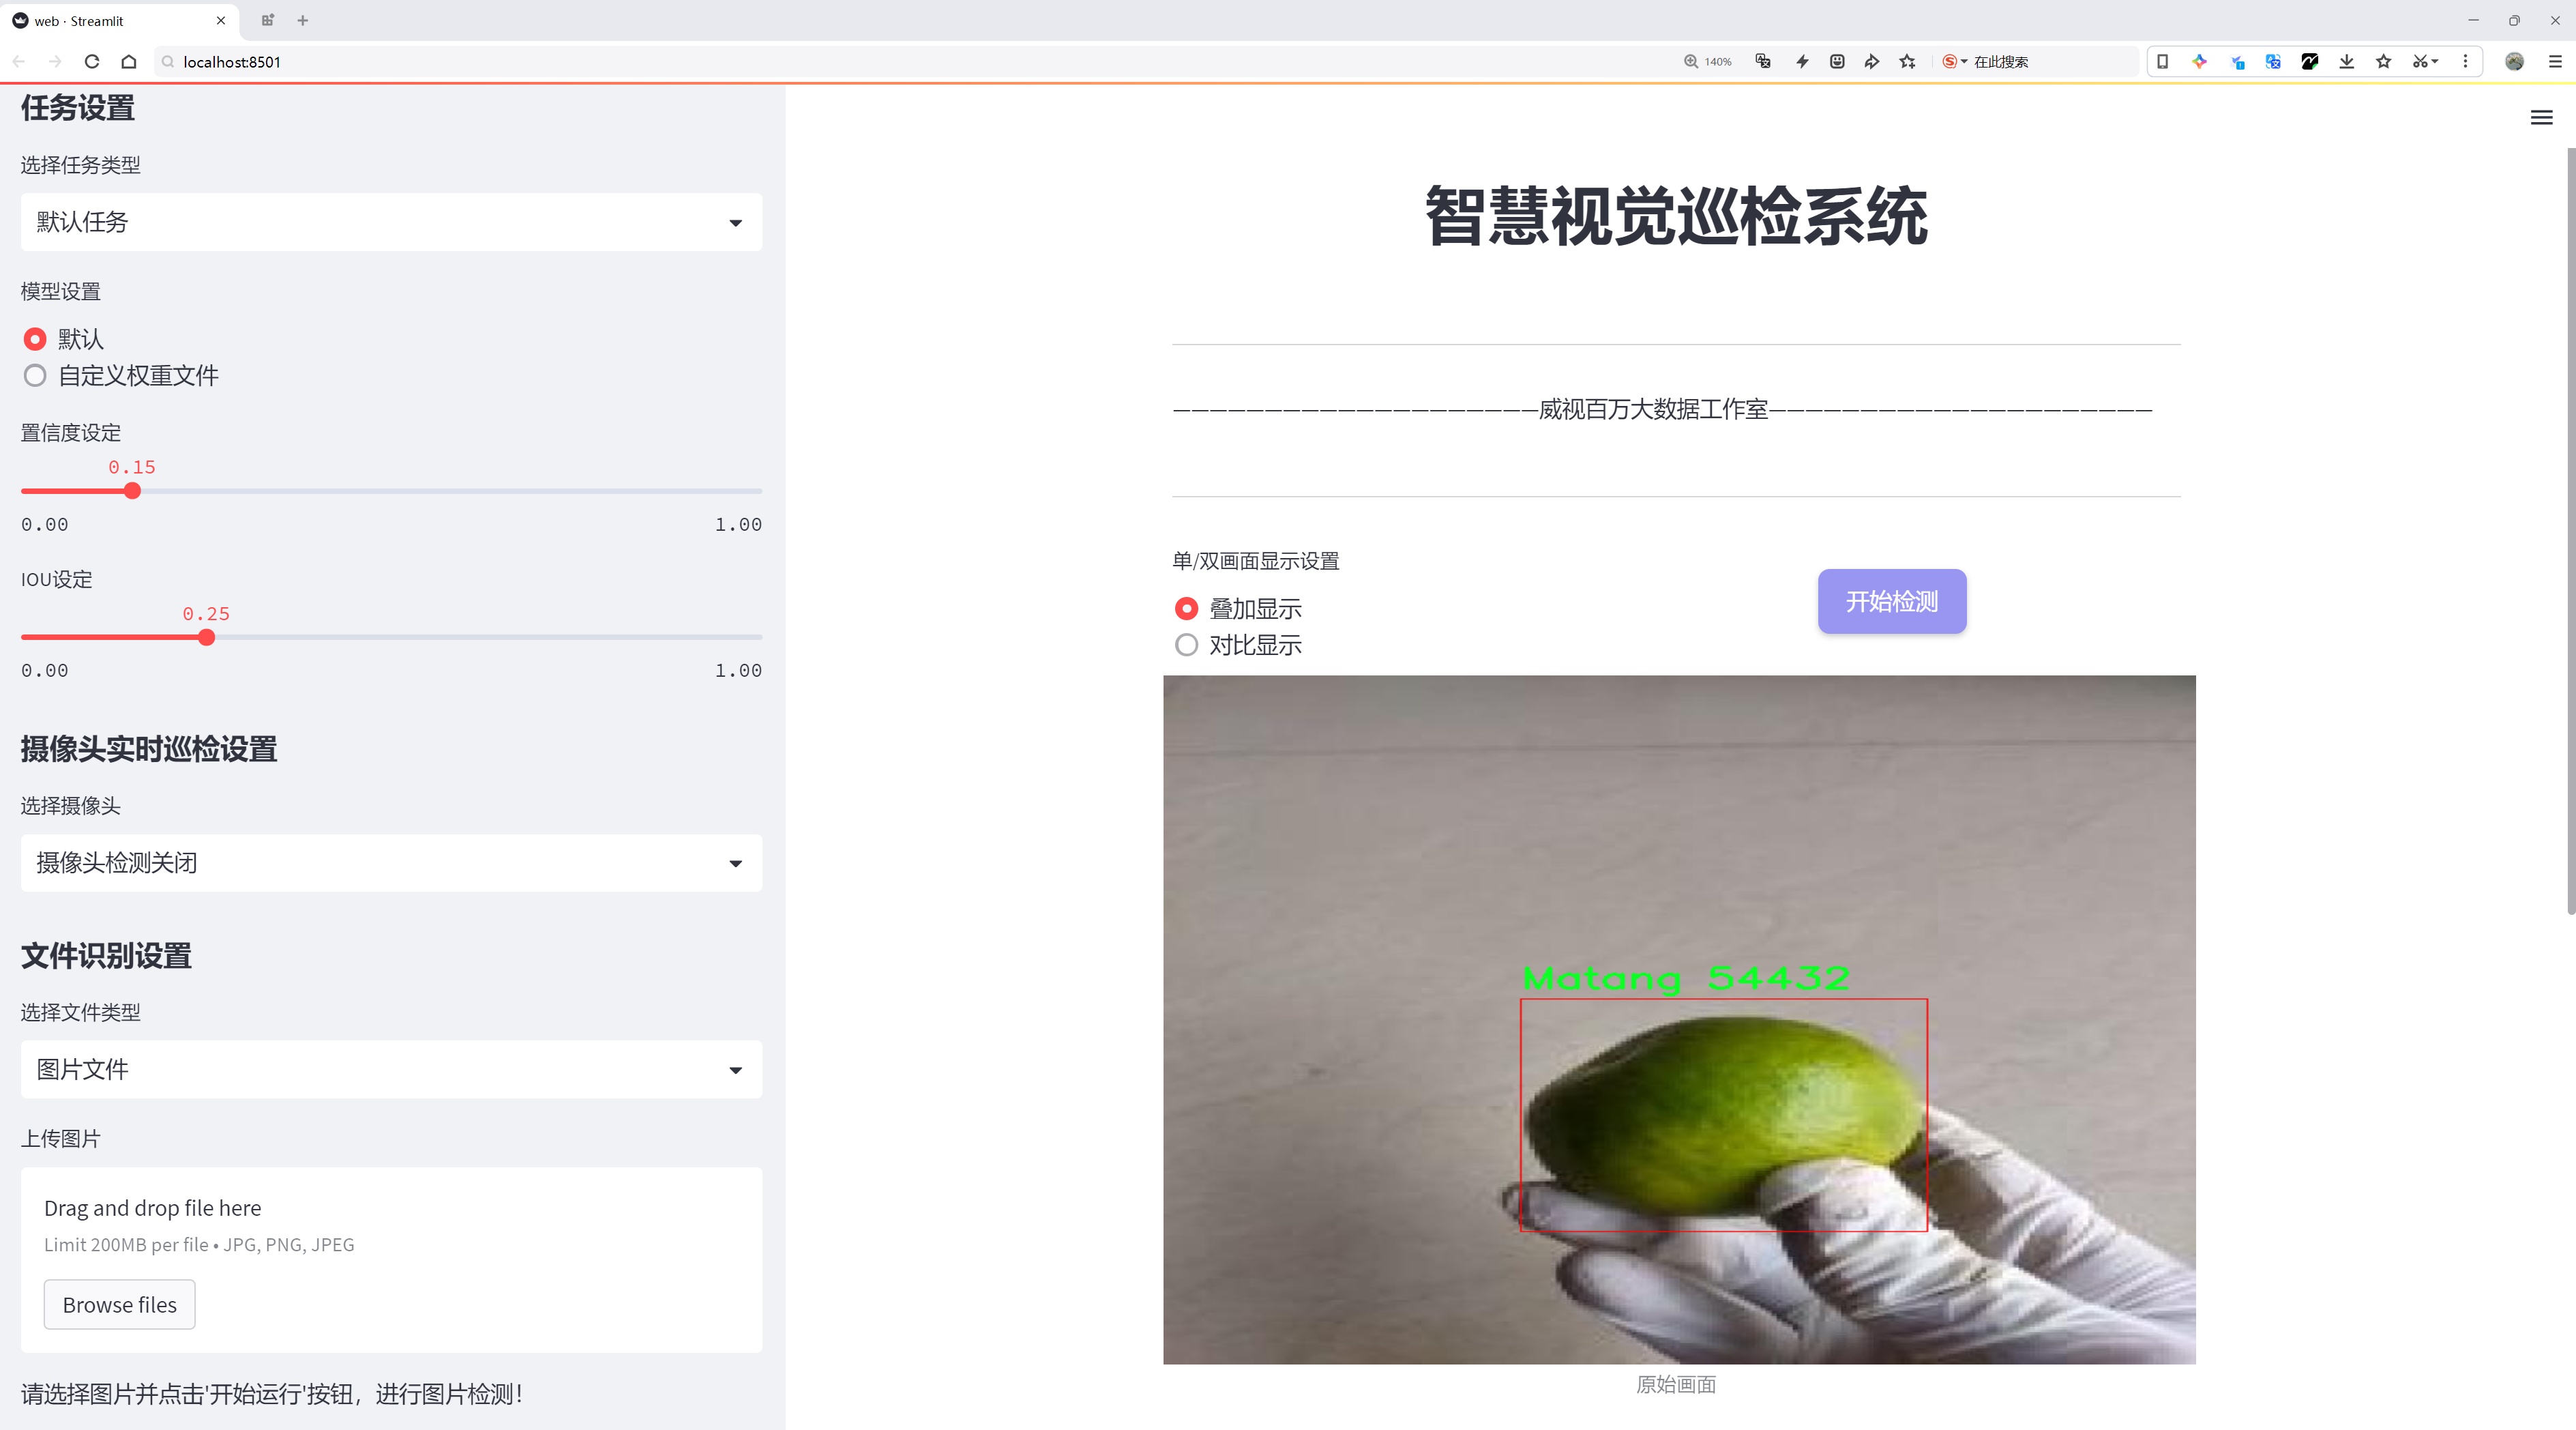 web · Streamlit
localhost:8501
140%
在此搜索
任务设置
选择任务类型
默认任务
模型设置
默认
自定义权重文件
置信度设定
0.15
0.00 1.00
IOU设定
0.25
0.00 1.00
摄像头实时巡检设置
选择摄像头
摄像头检测关闭
文件识别设置
选择文件类型
图片文件
上传图片
Drag and drop file here
Limit 200MB per file • JPG, PNG, JPEG
Browse files
请选择图片并点击'开始运行'按钮，进行图片检测！
智慧视觉巡检系统
————————————————————威视百万大数据工作室—————————————————————
单/双画面显示设置
叠加显示
对比显示
开始检测
Matang 54432
原始画面